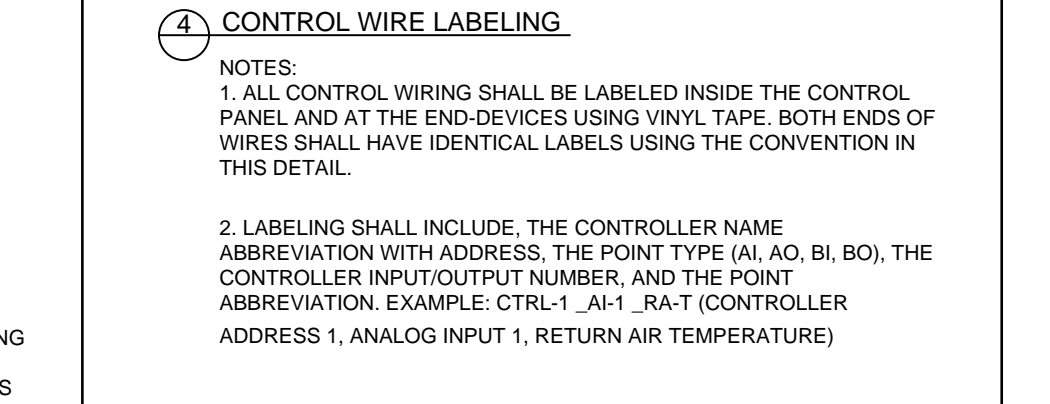 4 CONTROL WIRE LABELING
NOTES:
1. ALL CONTROL WIRING SHALL BE LABELED INSIDE THE CONTROL
PANEL AND AT THE END-DEVICES USING VINYL TAPE. BOTH ENDS OF
WIRES SHALL HAVE IDENTICAL LABELS USING THE CONVENTION IN
THIS DETAIL.
2. LABELING SHALL INCLUDE, THE CONTROLLER NAME
ABBREVIATION WITH ADDRESS, THE POINT TYPE (AI, AO, BI, BO), THE
CONTROLLER INPUT/OUTPUT NUMBER, AND THE POINT
ABBREVIATION. EXAMPLE: CTRL-1 _AI-1 _RA-T (CONTROLLER
ADDRESS 1, ANALOG INPUT 1, RETURN AIR TEMPERATURE)